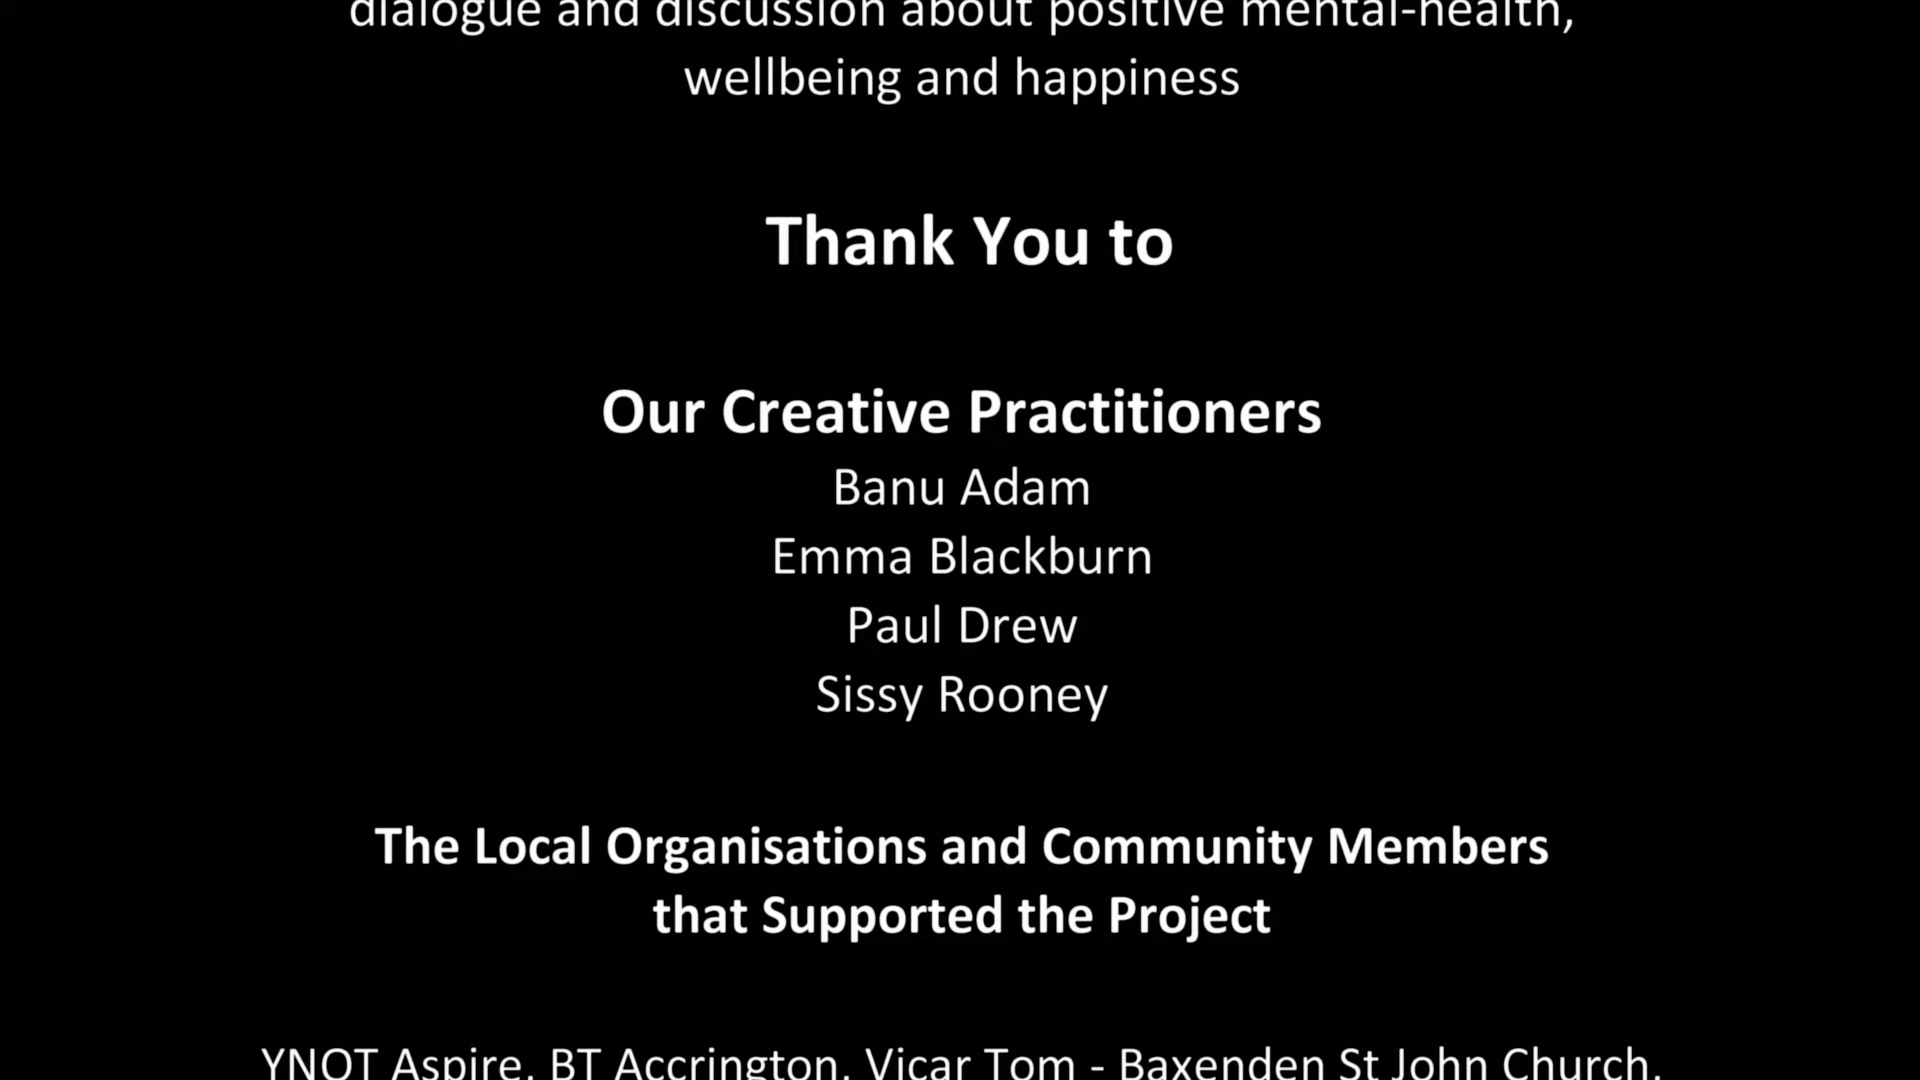 dialogue and discussion about positive mental-health,
wellbeing and happiness
Thank You to
Our Creative Practitioners
Banu Adam
Emma Blackburn
Paul Drew
Sissy Rooney
The Local Organisations and Community Members
that Supported the Project
YNOT Aspire, BT Accrington, Vicar Tom - Baxenden St John Church,